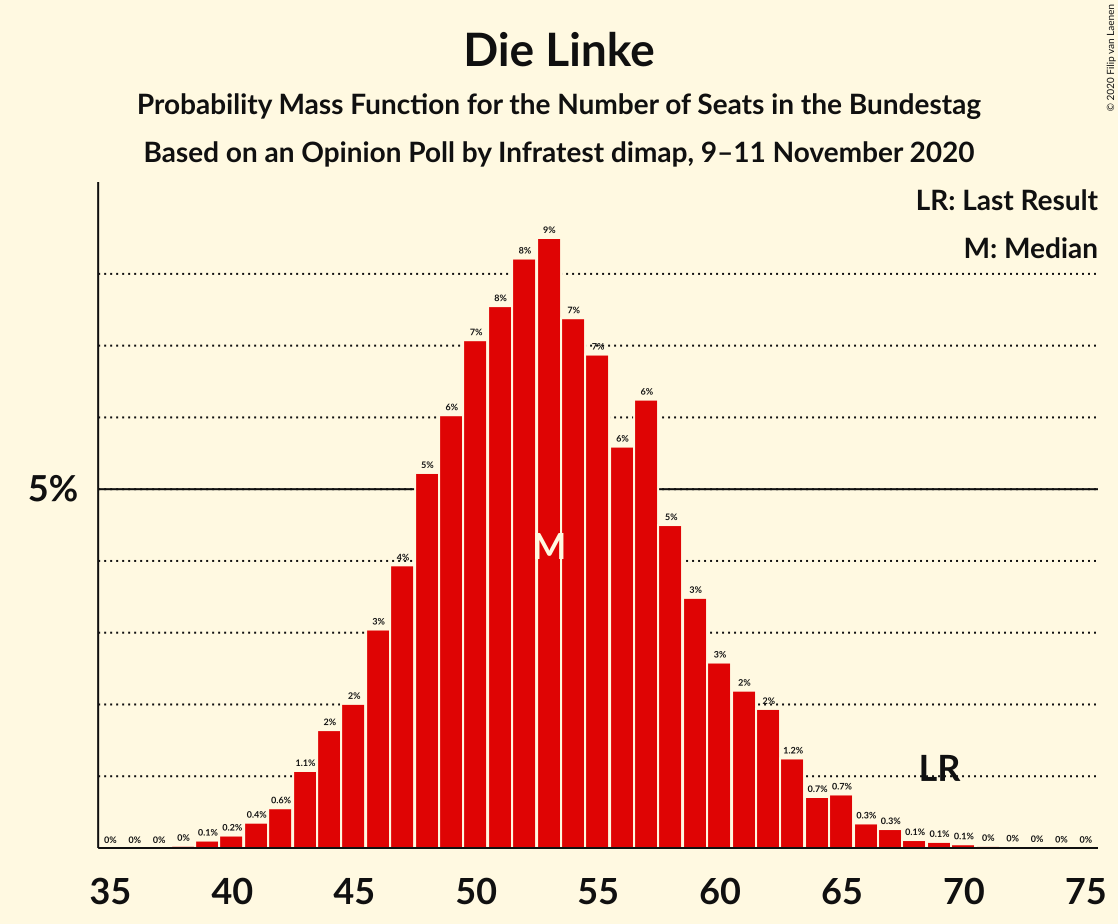 Die Linke
Probability Mass Function for the Number of Seats in the Bundestag
Based on an Opinion Poll by Infratest dimap, 9–11 November 2020
© 2020 Filip van Laenen
LR: Last Result
M: Median
5%
0% 0% 0% 0% 0.1% 0.2% 0.4% 0.6% 1.1% 2% 2% 3% 4% 5% 6% 7% 8% 8% 9% 7% 7% 6% 6% 5% 3% 3% 2% 2% 1.2% 0.7% 0.7% 0.3% 0.3% 0.1% 0.1% 0.1% 0% 0% 0% 0% 0%
M
LR
35 40 45 50 55 60 65 70 75